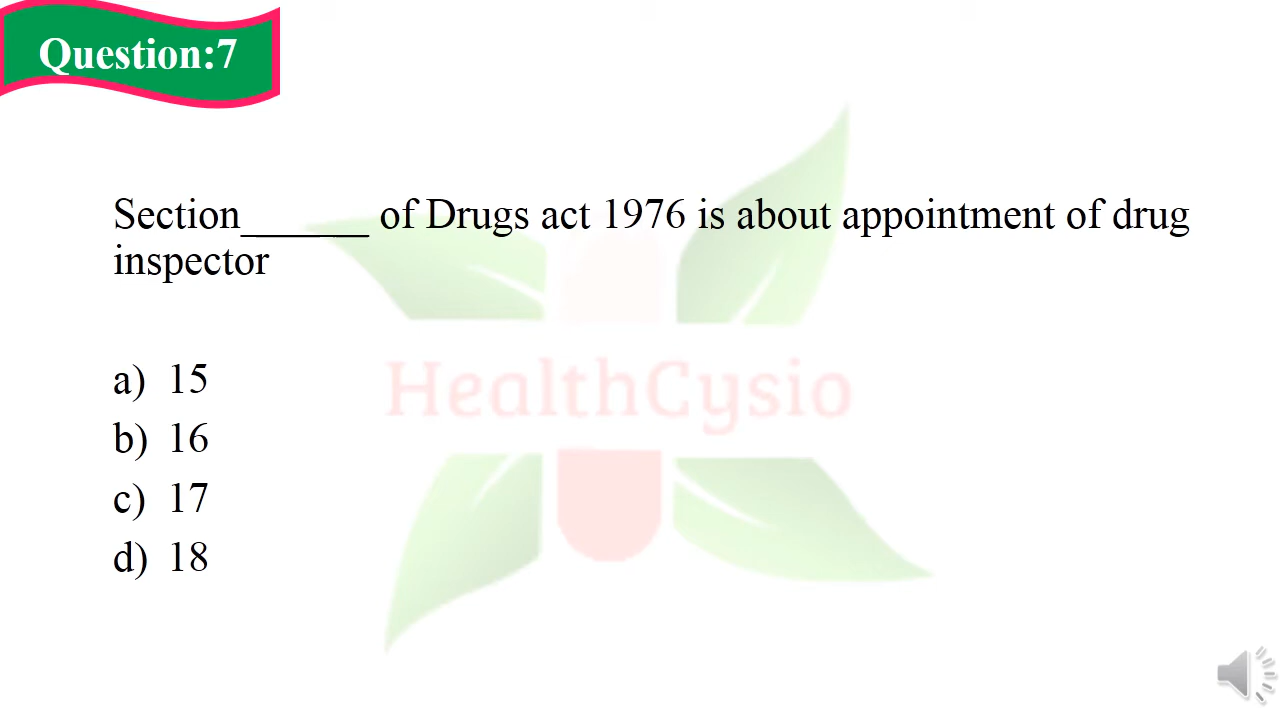 Question:7
Section______ of Drugs act 1976 is about appointment of drug
inspector
a) 15
b) 16
c) 17
d) 18
HealthCysio